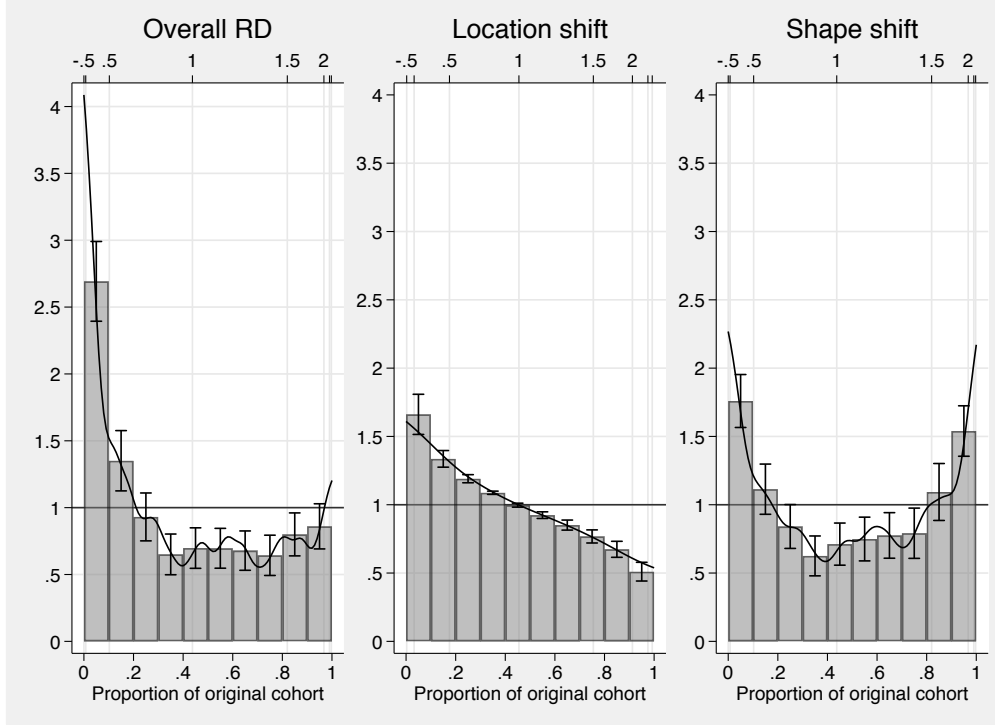 Overall RD
-.5 .5 1 1.5 2
4
3.5
3
2.5
2
1.5
1
.5
0
0 .2 .4 .6 .8 1
Proportion of original cohort
Location shift
-.5 .5 1 1.5 2
4
3.5
3
2.5
2
1.5
1
.5
0
0 .2 .4 .6 .8 1
Proportion of original cohort
Shape shift
-.5 .5 1 1.5 2
4
3.5
3
2.5
2
1.5
1
.5
0
0 .2 .4 .6 .8 1
Proportion of original cohort